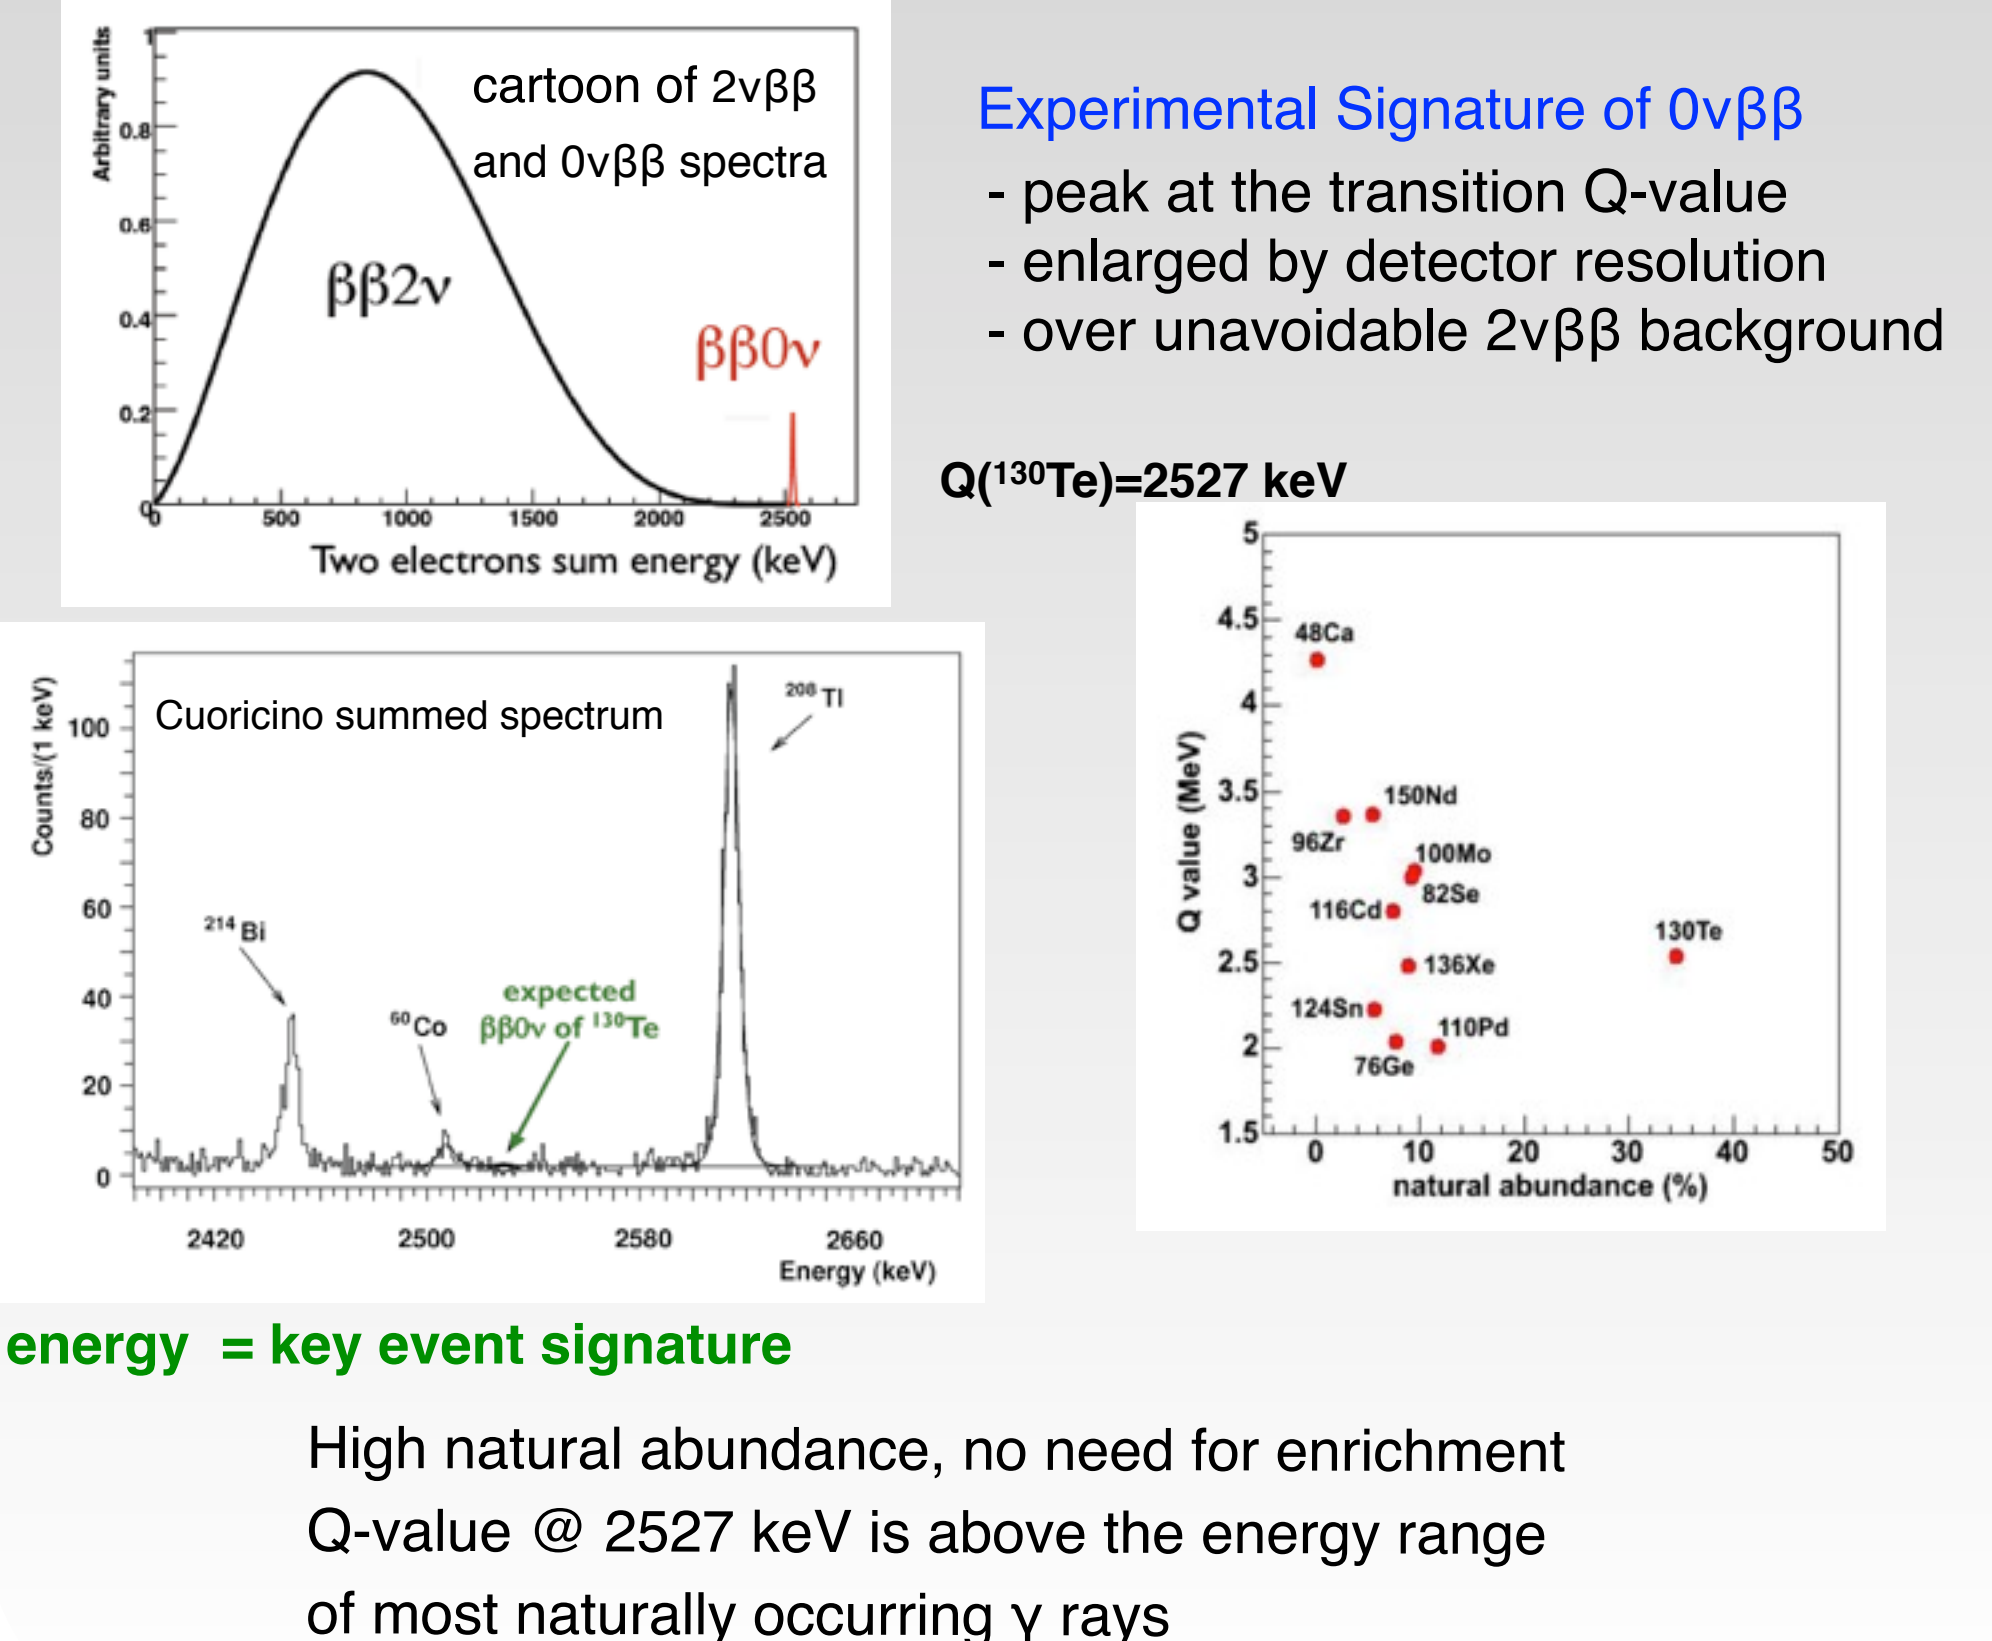 Arbitrary units
1
0.8
0.6
0.4
0.2
0
0 500 1000 1500 2000 2500
Two electrons sum energy (keV)
cartoon of 2νββ
and 0νββ spectra
ββ2ν
ββ0ν
Experimental Signature of 0νββ
- peak at the transition Q-value
- enlarged by detector resolution
- over unavoidable 2νββ background
Q(¹³⁰Te)=2527 keV
Counts/(1 keV)
100
80
60
40
20
0
2420 2500 2580 2660
Energy (keV)
Cuoricino summed spectrum
²⁰⁸Tl
²¹⁴Bi
⁶⁰Co
expected
ββ0ν of ¹³⁰Te
Q value (MeV)
5
4.5
4
3.5
3
2.5
2
1.5
0 10 20 30 40 50
natural abundance (%)
48Ca
150Nd
96Zr
100Mo
82Se
116Cd
130Te
136Xe
124Sn
110Pd
76Ge
energy = key event signature
High natural abundance, no need for enrichment
Q-value @ 2527 keV is above the energy range
of most naturally occurring γ rays